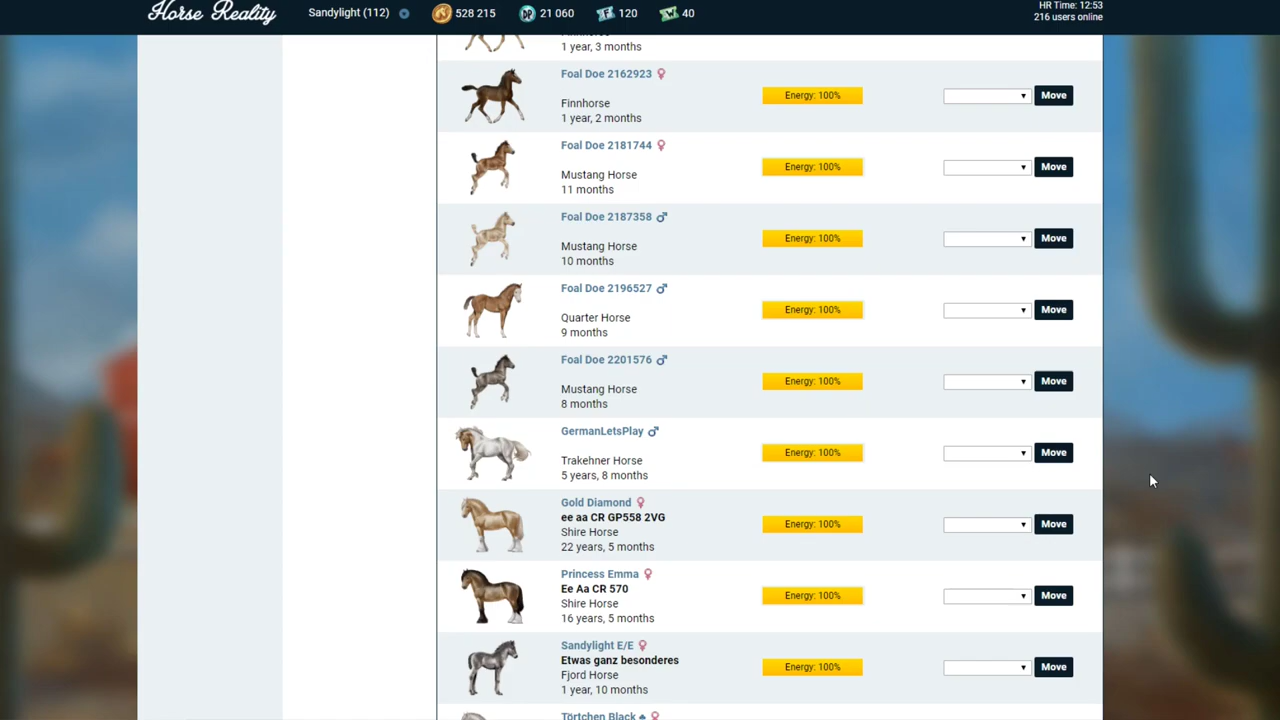 Horse Reality
Sandylight (112)
528 215
21 060
120
40
HR Time: 12:53
216 users online
1 year, 3 months
Foal Doe 2162923 ♀
Finnhorse
1 year, 2 months
Energy: 100%
Move
Foal Doe 2181744 ♀
Mustang Horse
11 months
Energy: 100%
Move
Foal Doe 2187358 ♂
Mustang Horse
10 months
Energy: 100%
Move
Foal Doe 2196527 ♂
Quarter Horse
9 months
Energy: 100%
Move
Foal Doe 2201576 ♂
Mustang Horse
8 months
Energy: 100%
Move
GermanLetsPlay ♂
Trakehner Horse
5 years, 8 months
Energy: 100%
Move
Gold Diamond ♀
ee aa CR GP558 2VG
Shire Horse
22 years, 5 months
Energy: 100%
Move
Princess Emma ♀
Ee Aa CR 570
Shire Horse
16 years, 5 months
Energy: 100%
Move
Sandylight E/E ♀
Etwas ganz besonderes
Fjord Horse
1 year, 10 months
Energy: 100%
Move
Törtchen Black ♣ ♀